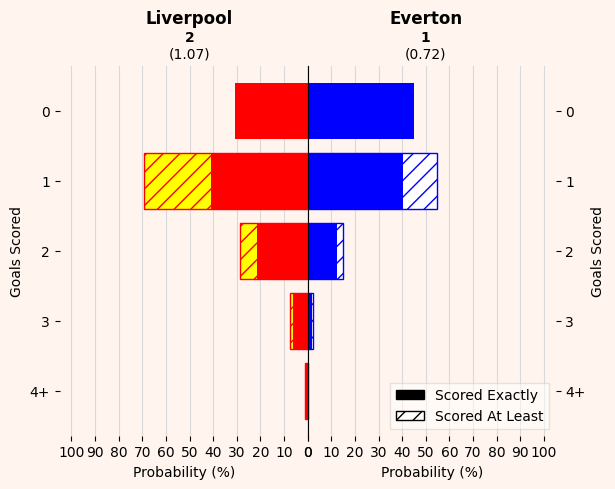 Liverpool Everton
2 1
(1.07) (0.72)
0 0
1 1
2 2
3 3
4+ 4+
Goals Scored
Goals Scored
Scored Exactly
Scored At Least
100 90 80 70 60 50 40 30 20 10 0 0 10 20 30 40 50 60 70 80 90 100
Probability (%) Probability (%)